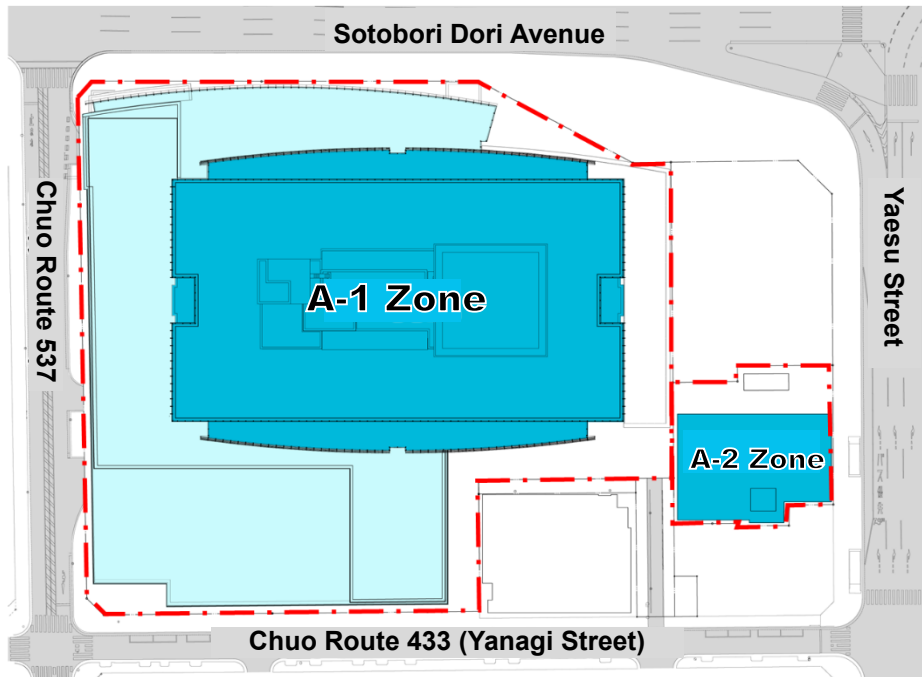 Sotobori Dori Avenue
Chuo Route 537
A-1 Zone
Yaesu Street
A-2 Zone
Chuo Route 433 (Yanagi Street)